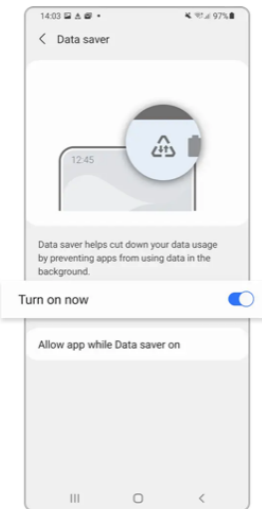 14:03
97%
Data saver
12:45
Data saver helps cut down your data usage
by preventing apps from using data in the
background.
Turn on now
Allow app while Data saver on